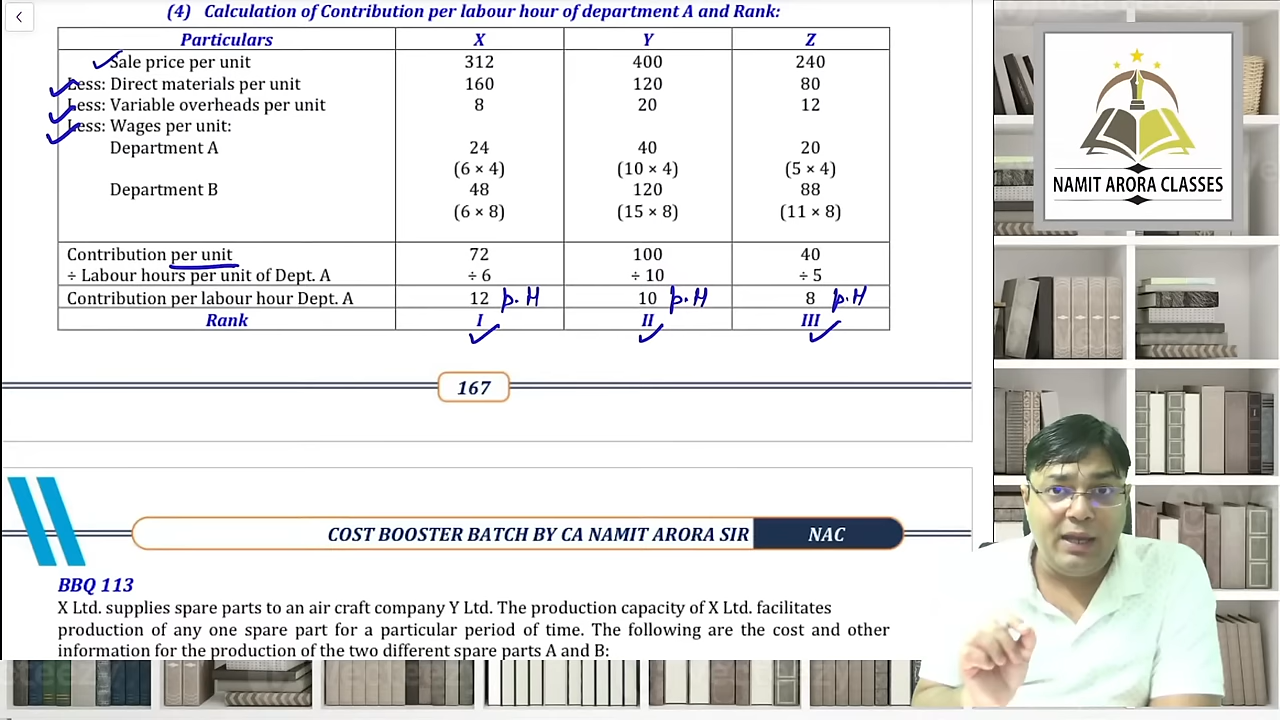 (4) Calculation of Contribution per labour hour of department A and Rank:
Particulars X Y Z
Sale price per unit 312 400 240
Less: Direct materials per unit 160 120 80
Less: Variable overheads per unit 8 20 12
Less: Wages per unit:
Department A 24 40 20
(6 × 4) (10 × 4) (5 × 4)
Department B 48 120 88
(6 × 8) (15 × 8) (11 × 8)
Contribution per unit 72 100 40
÷ Labour hours per unit of Dept. A ÷ 6 ÷ 10 ÷ 5
Contribution per labour hour Dept. A 12 p.H 10 p.H 8 p.H
Rank I II III
167
NAMIT ARORA CLASSES
COST BOOSTER BATCH BY CA NAMIT ARORA SIR NAC
BBQ 113
X Ltd. supplies spare parts to an air craft company Y Ltd. The production capacity of X Ltd. facilitates
production of any one spare part for a particular period of time. The following are the cost and other
information for the production of the two different spare parts A and B: